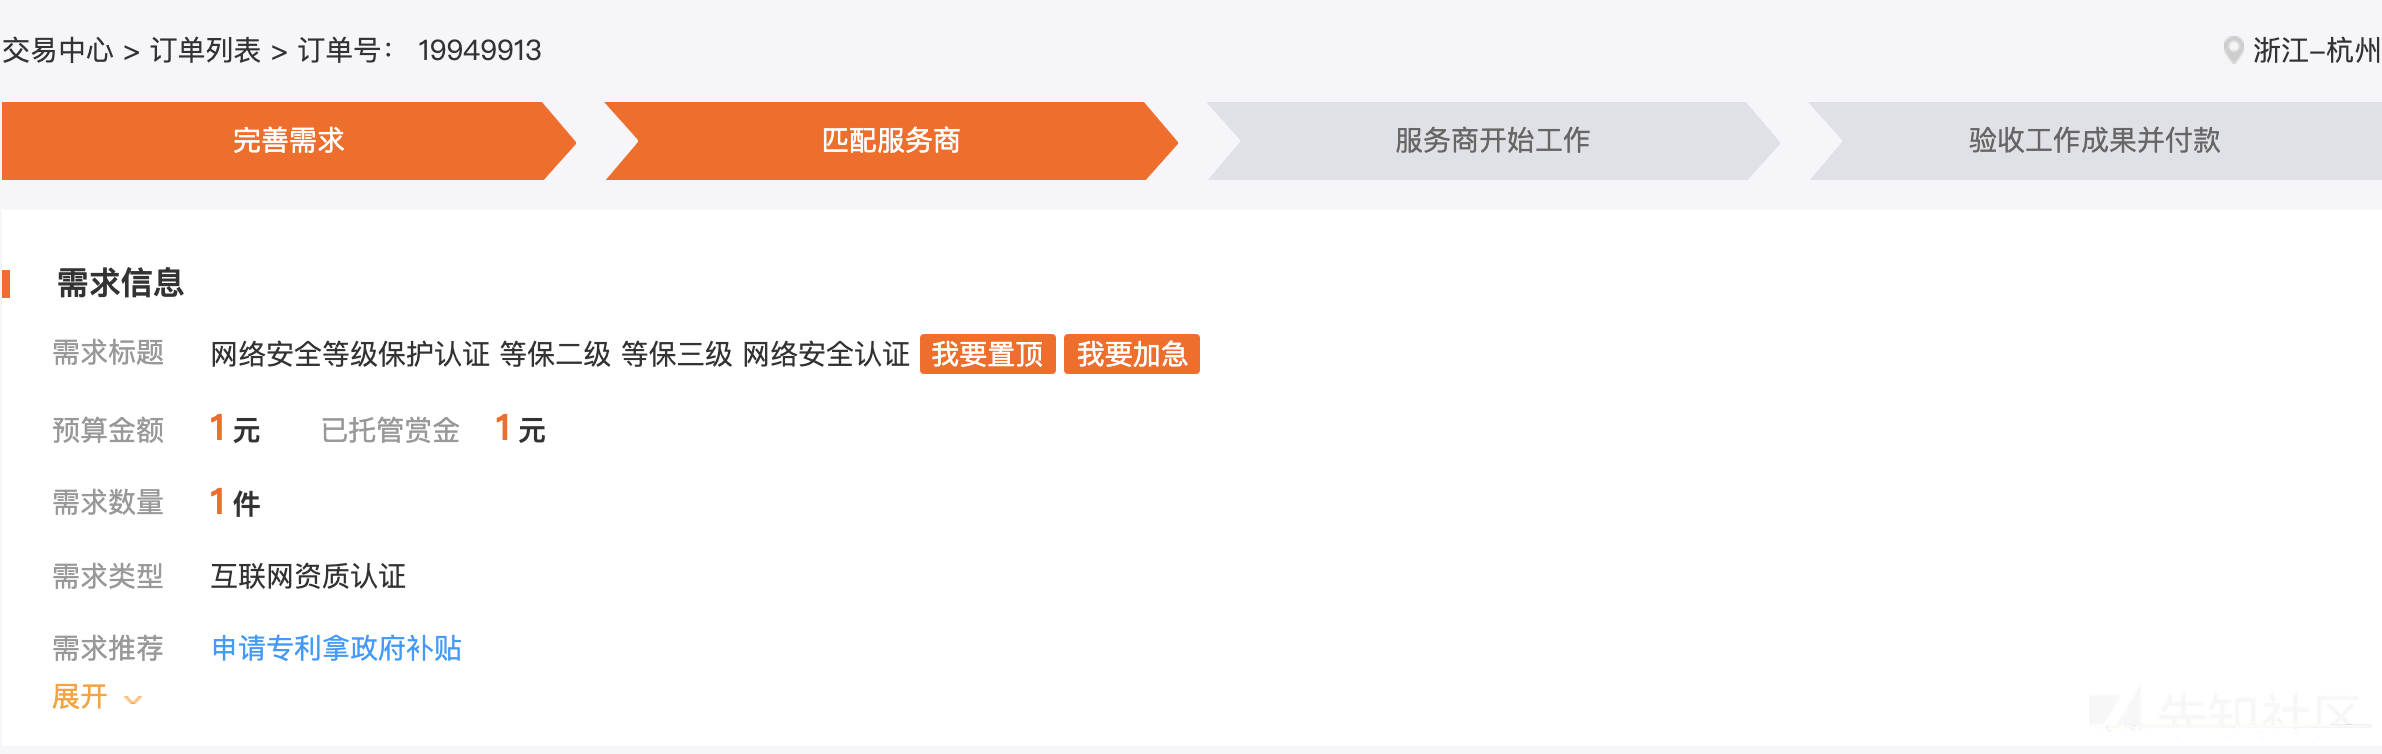 交易中心 > 订单列表 > 订单号： 19949913
浙江-杭州
完善需求
匹配服务商
服务商开始工作
验收工作成果并付款
需求信息
需求标题 网络安全等级保护认证 等保二级 等保三级 网络安全认证 我要置顶 我要加急
预算金额 1 元 已托管赏金 1 元
需求数量 1 件
需求类型 互联网资质认证
需求推荐 申请专利拿政府补贴
展开
先知社区